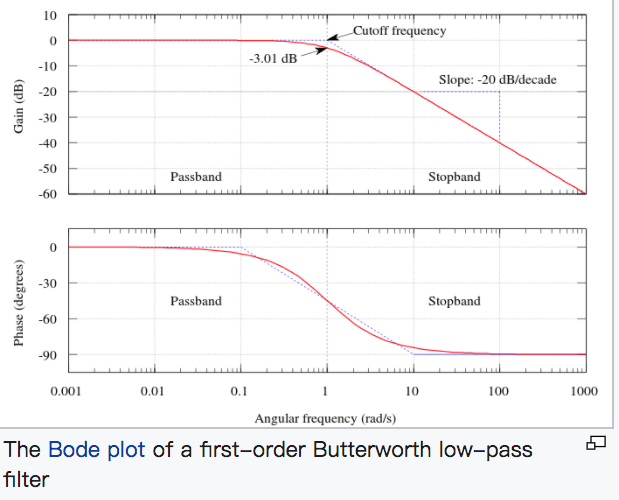 10
0
-10
-20
-30
-40
-50
-60
Gain (dB)
Cutoff frequency
-3.01 dB
Slope: -20 dB/decade
Passband
Stopband
0
-30
-60
-90
Phase (degrees)
Passband
Stopband
0.001 0.01 0.1 1 10 100 1000
Angular frequency (rad/s)
The Bode plot of a first-order Butterworth low-pass
filter